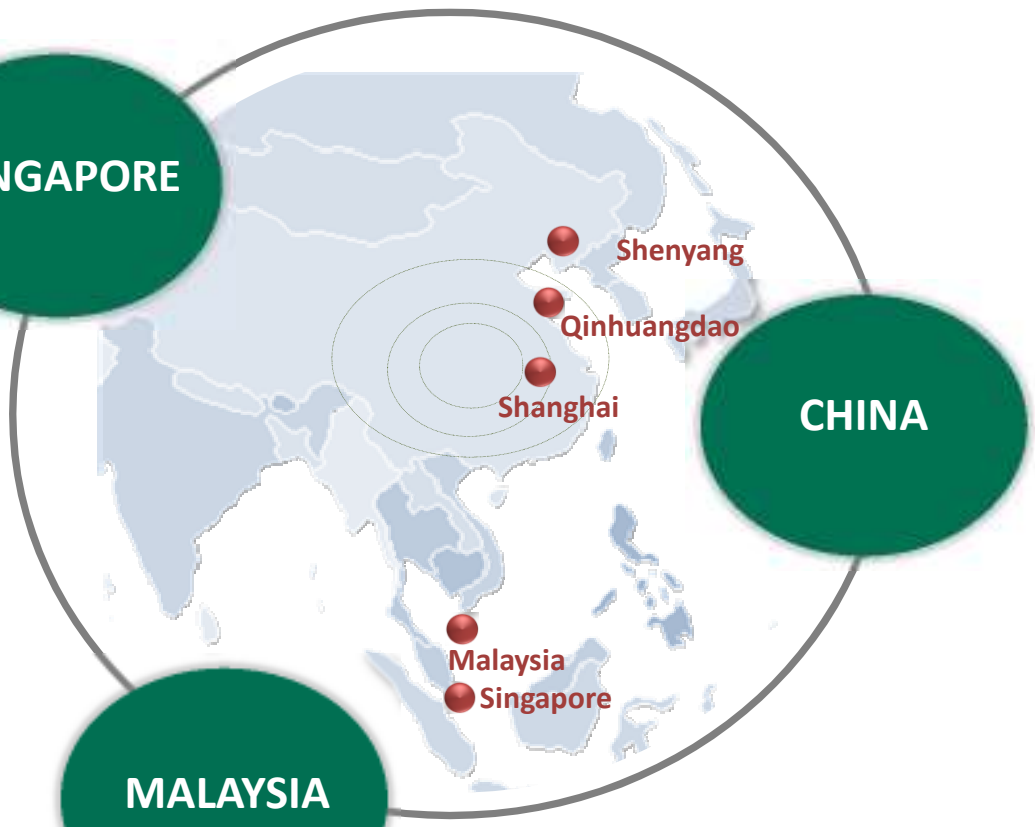 NGAPORE
Shenyang
Qinhuangdao
Shanghai
CHINA
Malaysia
Singapore
MALAYSIA